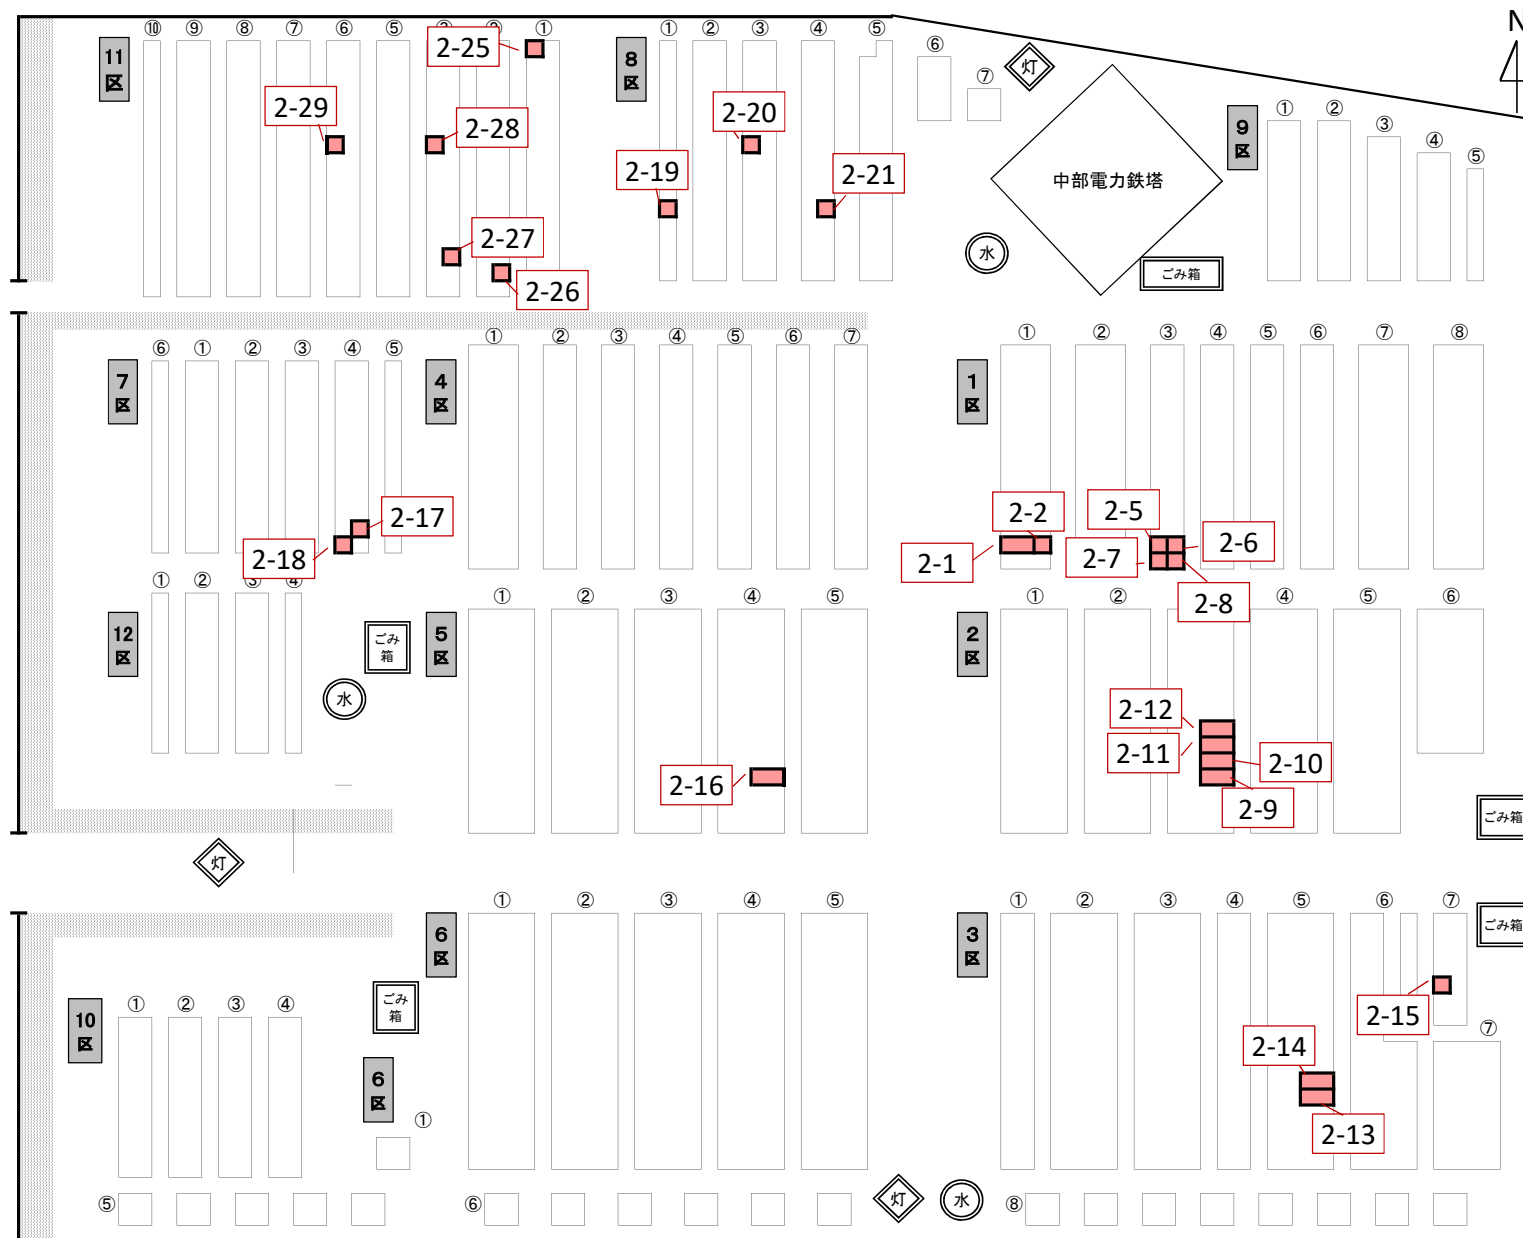 ⑩ ⑨ ⑧ ⑦ ⑥ ⑤ ③ ② ①
① ② ③ ④ ⑤
⑥
⑦
N
11
区
8
区
9
区
① ② ③ ④ ⑤
灯
2-25
2-29
2-28
2-20
2-19
2-21
2-27
2-26
中部電力鉄塔
水
ごみ箱
7
区
⑥ ① ② ③ ④ ⑤
4
区
① ② ③ ④ ⑤ ⑥ ⑦
1
区
① ② ③ ④ ⑤ ⑥ ⑦ ⑧
2-17
2-18
2-2
2-1
2-5
2-6
2-7
2-8
12
区
① ② ③ ④
ごみ
箱
水
5
区
① ② ③ ④ ⑤
2-16
2
区
① ② ④ ⑤ ⑥
2-12
2-11
2-10
2-9
ごみ箱
灯
6
区
① ② ③ ④ ⑤
3
区
① ② ③ ④ ⑤ ⑥ ⑦
ごみ箱
10
区
① ② ③ ④
ごみ
箱
6
区
①
2-15
⑦
2-14
2-13
⑤
⑥
灯
水
⑧